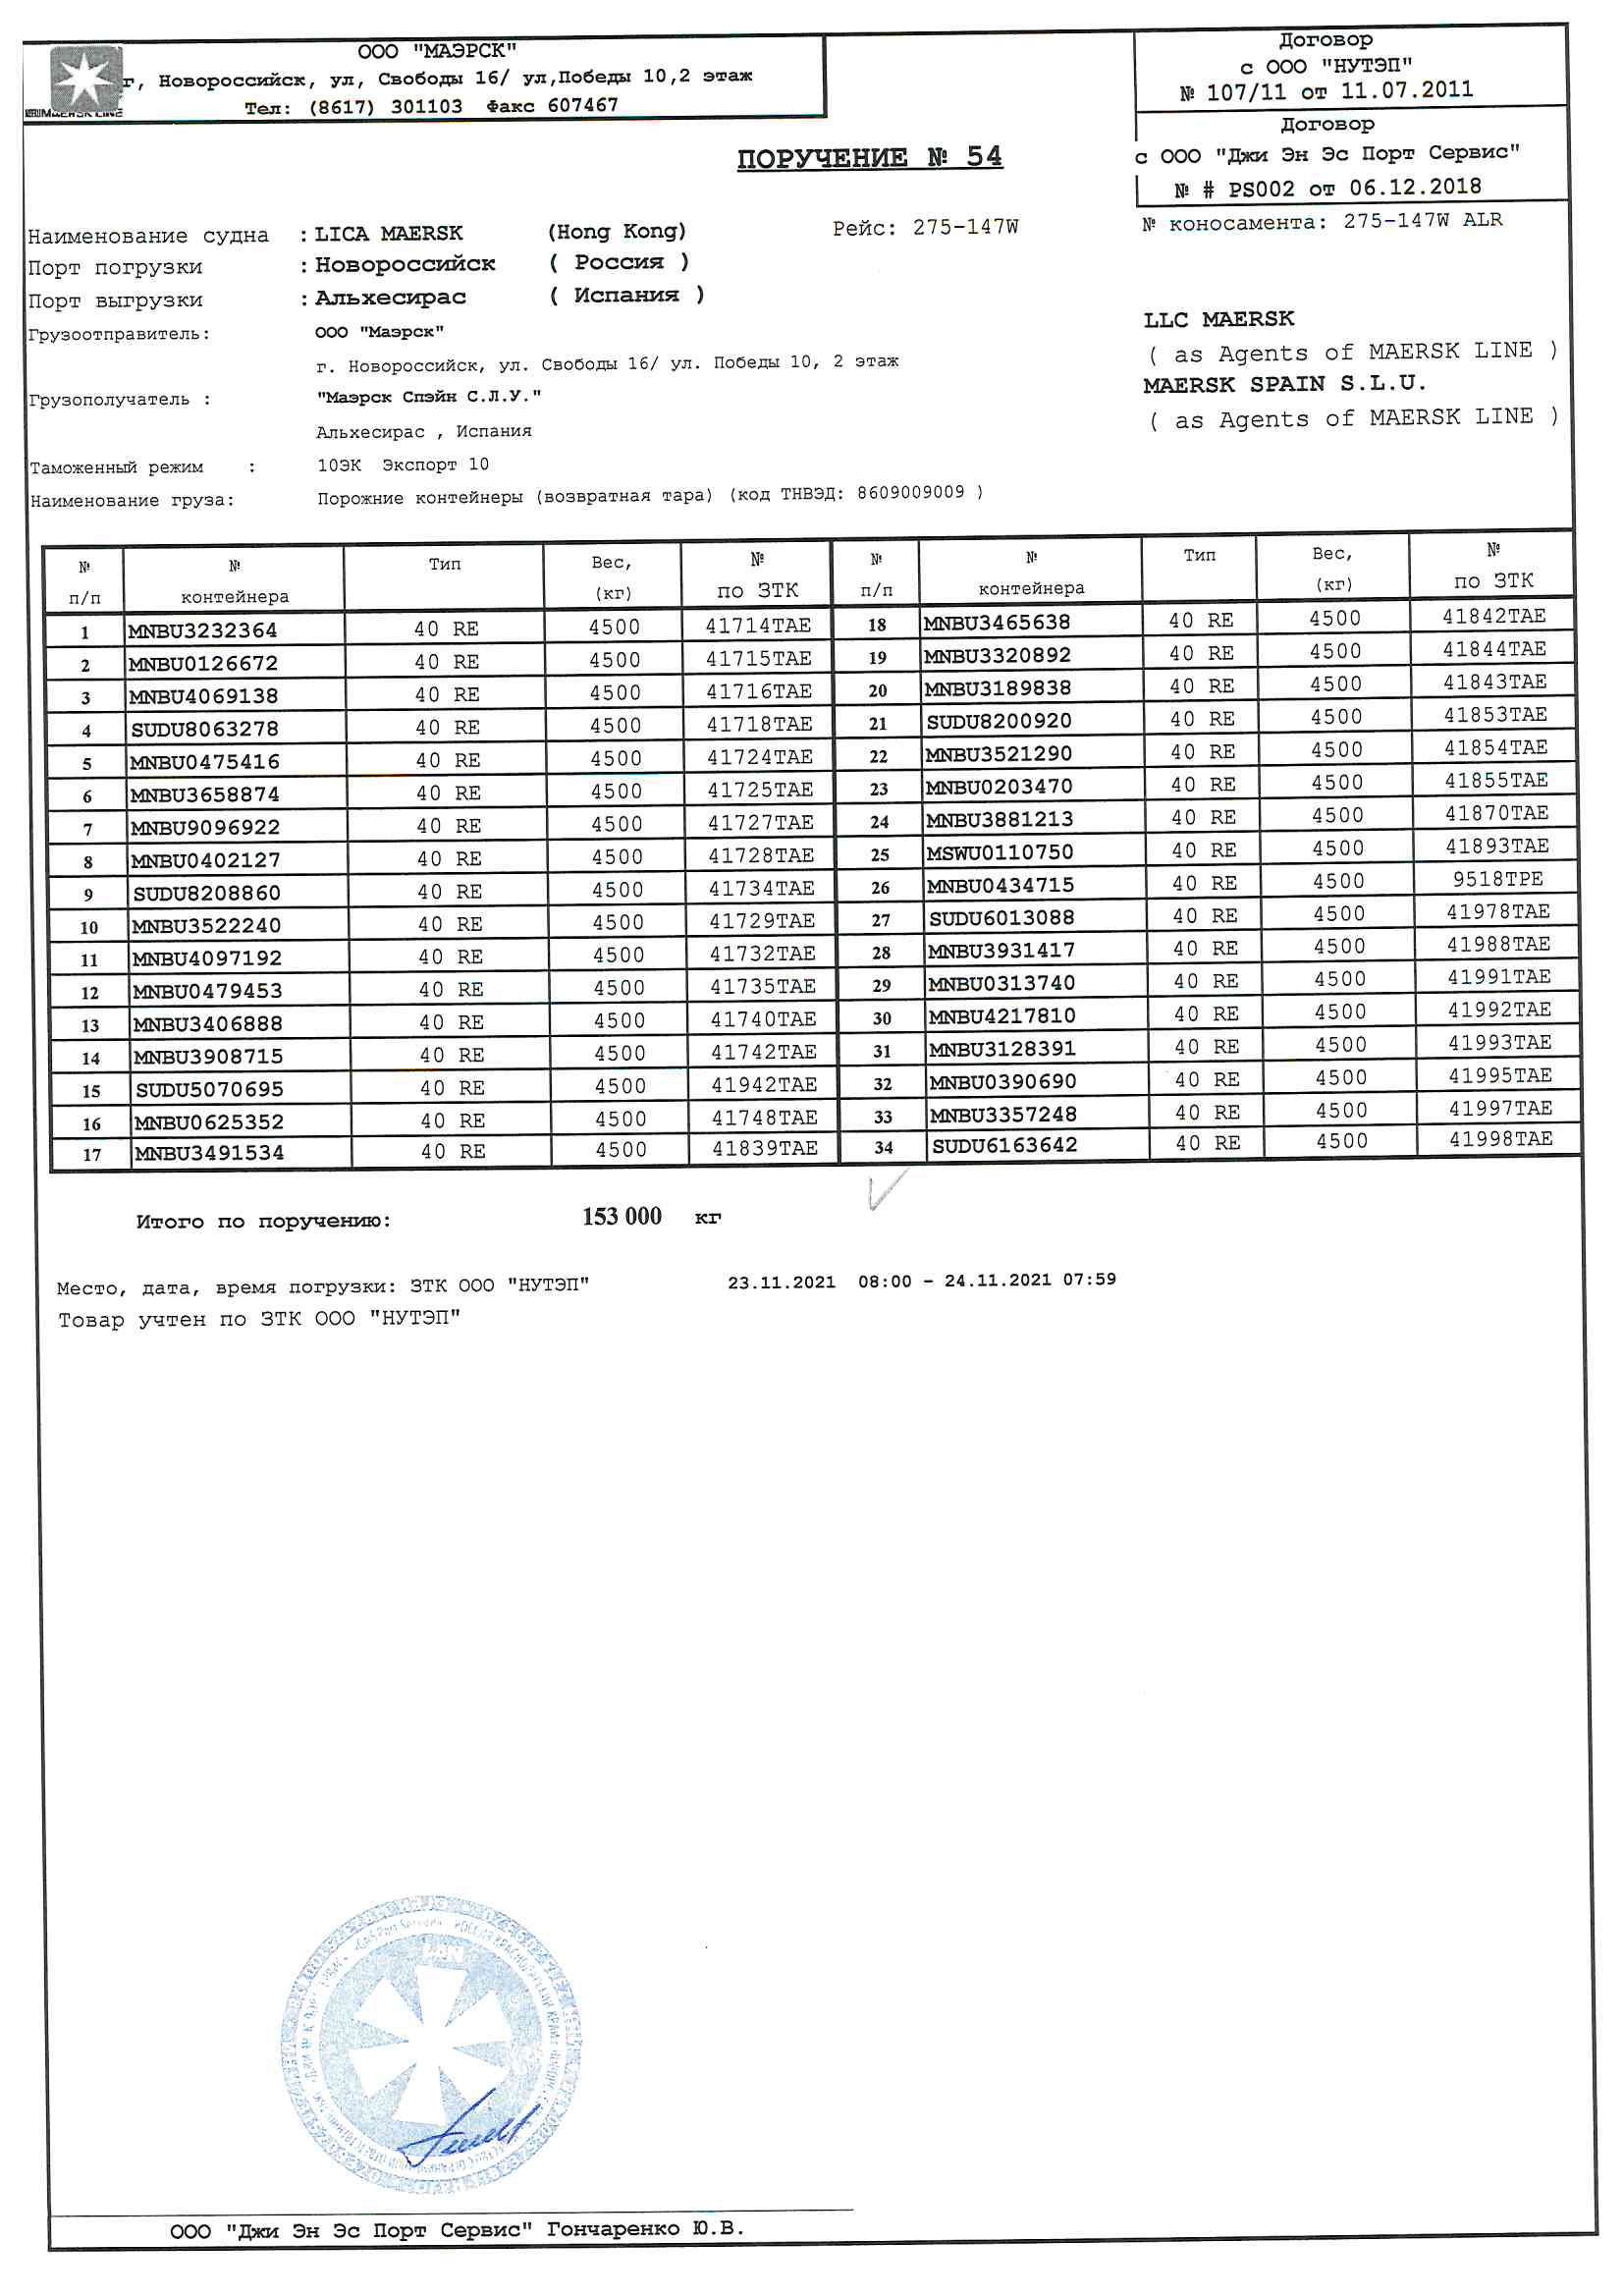 ООО "МАЭРСК"
г, Новороссийск, ул, Свободы 16/ ул,Победы 10,2 этаж
Тел: (8617) 301103 Факс 607467
MAERSK LINE
Договор
с ООО "НУТЭП"
№ 107/11 от 11.07.2011
Договор
с ООО "Джи Эн Эс Порт Сервис"
№ # PS002 от 06.12.2018
ПОРУЧЕНИЕ № 54
Наименование судна : LICA MAERSK (Hong Kong) Рейс: 275-147W № коносамента: 275-147W ALR
Порт погрузки : Новороссийск ( Россия )
Порт выгрузки : Альхесирас ( Испания )
Грузоотправитель: ООО "Маэрск" LLC MAERSK
г. Новороссийск, ул. Свободы 16/ ул. Победы 10, 2 этаж ( as Agents of MAERSK LINE )
Грузополучатель : "Маэрск Спэйн С.Л.У." MAERSK SPAIN S.L.U.
Альхесирас , Испания ( as Agents of MAERSK LINE )
Таможенный режим : 10ЭК Экспорт 10
Наименование груза: Порожние контейнеры (возвратная тара) (код ТНВЭД: 8609009009 )
№ № Тип Вес, № № № Тип Вес, №
п/п контейнера (кг) по ЗТК п/п контейнера (кг) по ЗТК
1 MNBU3232364 40 RE 4500 41714TAE 18 MNBU3465638 40 RE 4500 41842TAE
2 MNBU0126672 40 RE 4500 41715TAE 19 MNBU3320892 40 RE 4500 41844TAE
3 MNBU4069138 40 RE 4500 41716TAE 20 MNBU3189838 40 RE 4500 41843TAE
4 SUDU8063278 40 RE 4500 41718TAE 21 SUDU8200920 40 RE 4500 41853TAE
5 MNBU0475416 40 RE 4500 41724TAE 22 MNBU3521290 40 RE 4500 41854TAE
6 MNBU3658874 40 RE 4500 41725TAE 23 MNBU0203470 40 RE 4500 41855TAE
7 MNBU9096922 40 RE 4500 41727TAE 24 MNBU3881213 40 RE 4500 41870TAE
8 MNBU0402127 40 RE 4500 41728TAE 25 MSWU0110750 40 RE 4500 41893TAE
9 SUDU8208860 40 RE 4500 41734TAE 26 MNBU0434715 40 RE 4500 9518TPE
10 MNBU3522240 40 RE 4500 41729TAE 27 SUDU6013088 40 RE 4500 41978TAE
11 MNBU4097192 40 RE 4500 41732TAE 28 MNBU3931417 40 RE 4500 41988TAE
12 MNBU0479453 40 RE 4500 41735TAE 29 MNBU0313740 40 RE 4500 41991TAE
13 MNBU3406888 40 RE 4500 41740TAE 30 MNBU4217810 40 RE 4500 41992TAE
14 MNBU3908715 40 RE 4500 41742TAE 31 MNBU3128391 40 RE 4500 41993TAE
15 SUDU5070695 40 RE 4500 41942TAE 32 MNBU0390690 40 RE 4500 41995TAE
16 MNBU0625352 40 RE 4500 41748TAE 33 MNBU3357248 40 RE 4500 41997TAE
17 MNBU3491534 40 RE 4500 41839TAE 34 SUDU6163642 40 RE 4500 41998TAE
Итого по поручению: 153 000 кг
Место, дата, время погрузки: ЗТК ООО "НУТЭП" 23.11.2021 08:00 - 24.11.2021 07:59
Товар учтен по ЗТК ООО "НУТЭП"
ООО "Джи Эн Эс Порт Сервис" Гончаренко Ю.В.